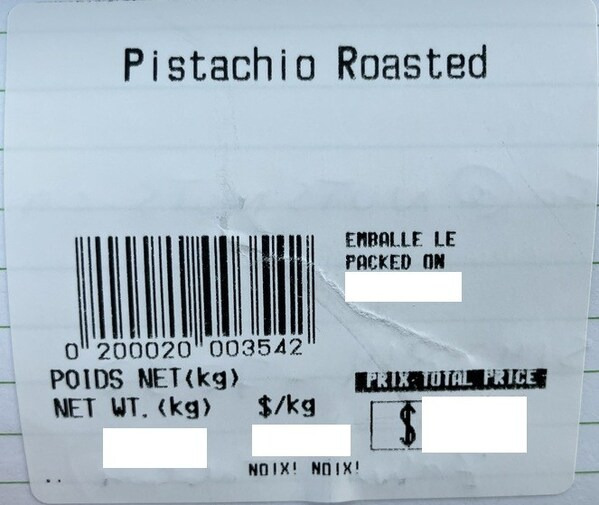 Pistachio Roasted
EMBALLE LE
PACKED ON
0 200020 003542
POIDS NET(kg)
NET WT. (kg) $/kg
PRIX TOTAL PRICE
$
NOIX! NOIX!